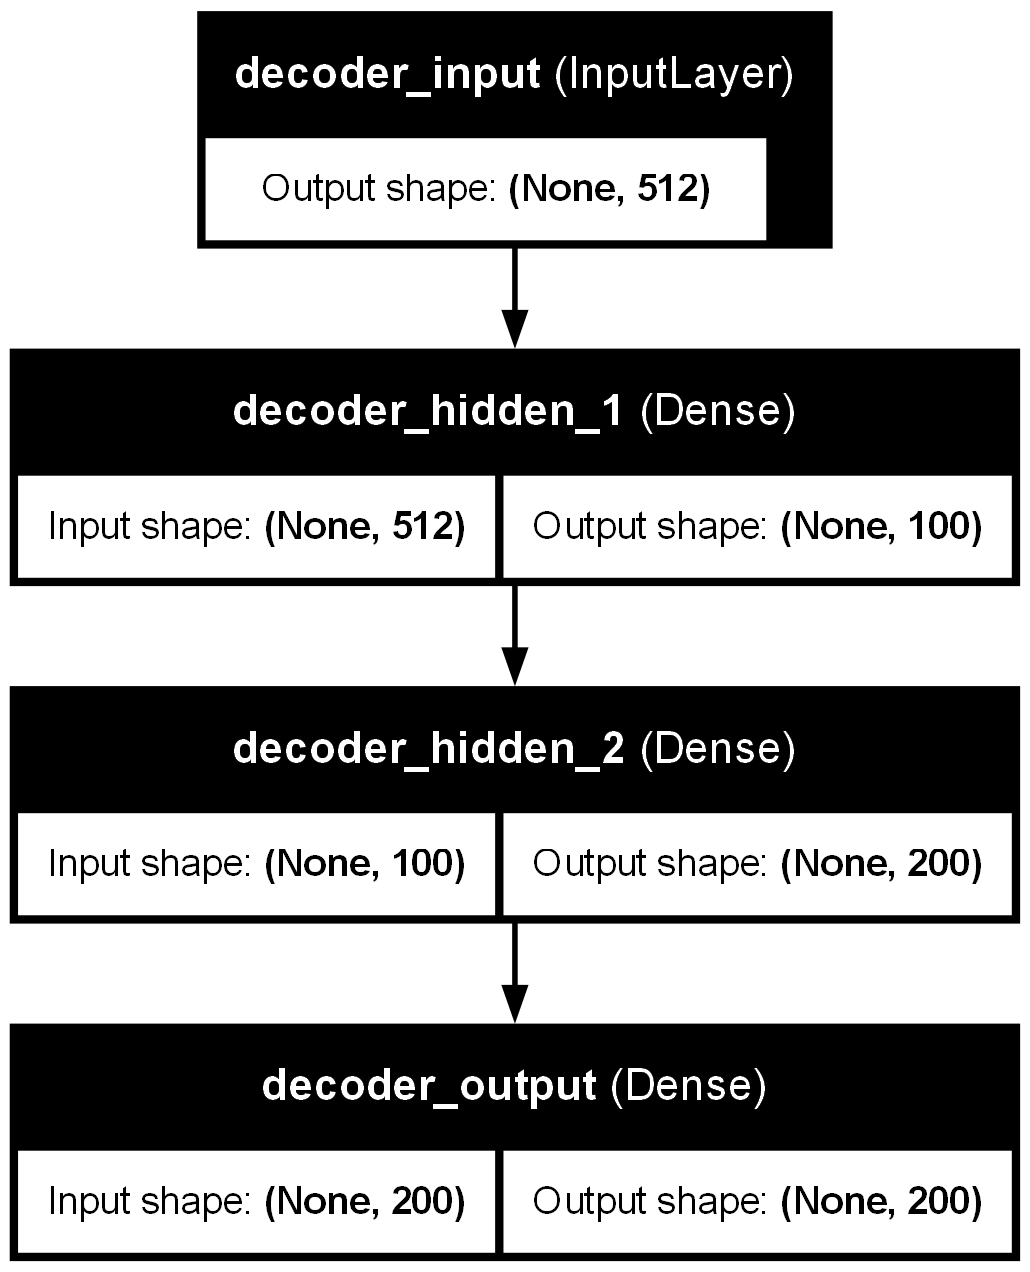 decoder_input (InputLayer)
Output shape: (None, 512)
decoder_hidden_1 (Dense)
Input shape: (None, 512) Output shape: (None, 100)
decoder_hidden_2 (Dense)
Input shape: (None, 100) Output shape: (None, 200)
decoder_output (Dense)
Input shape: (None, 200) Output shape: (None, 200)